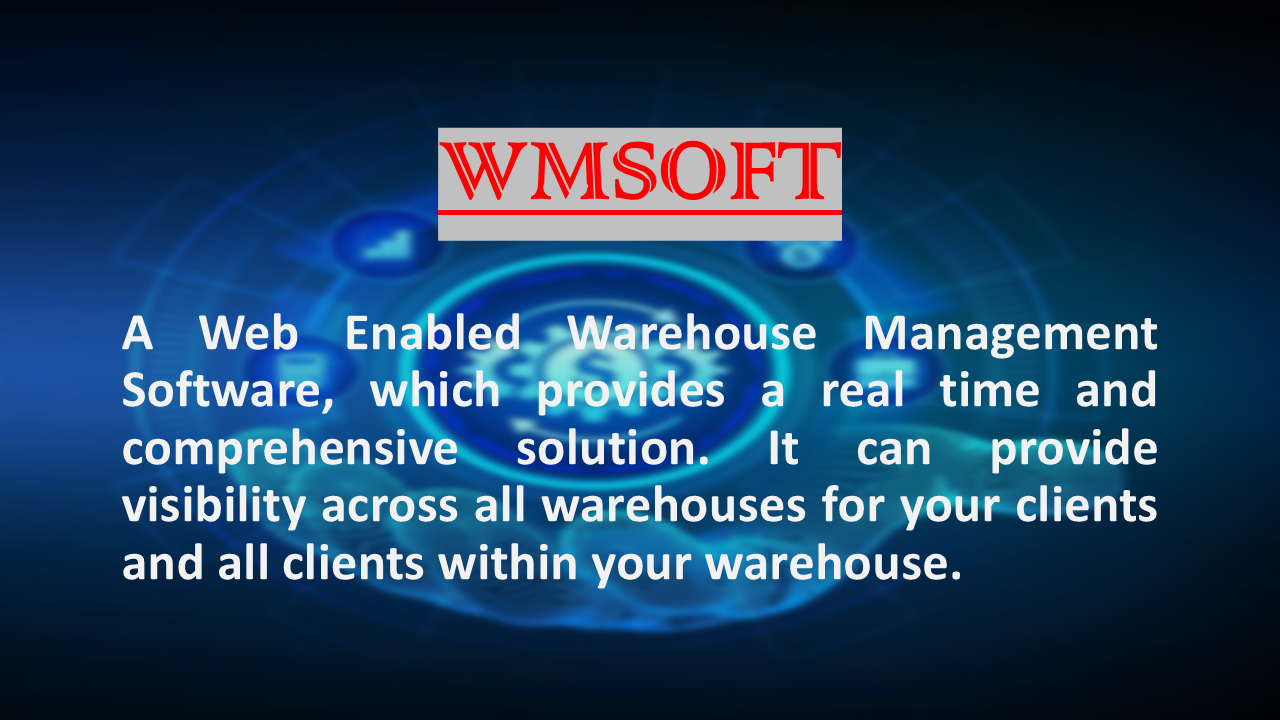 WMSOFT
A Web Enabled Warehouse Management
Software, which provides a real time and
comprehensive solution. It can provide
visibility across all warehouses for your clients
and all clients within your warehouse.